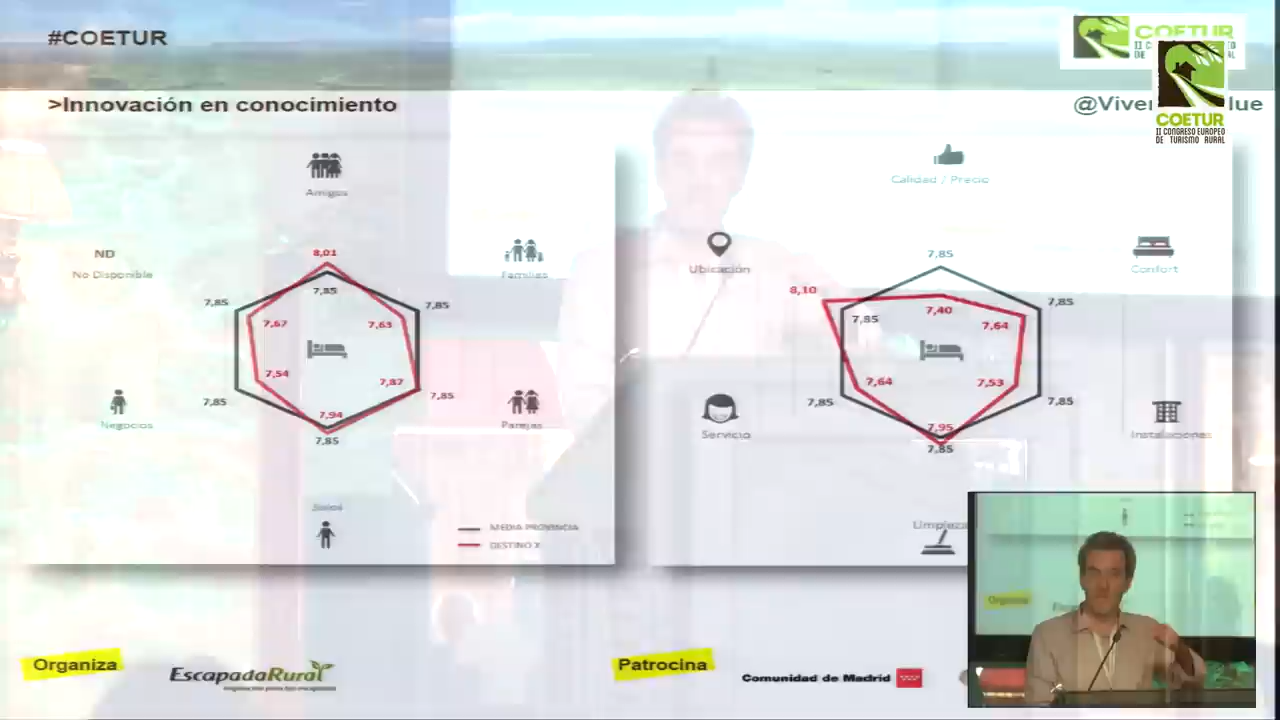 #COETUR
COETUR
II CONGRESO EUROPEO
DE TURISMO RURAL
>Innovación en conocimiento
Amigos
ND
No Disponible
Familias
8,01
7,85
7,85
7,85
7,67
7,63
7,54
7,87
7,85
7,94
7,85
7,85
Negocios
Parejas
Solos
MEDIA PROVINCIA
DESTINO X
Calidad / Precio
Ubicación
Confort
7,85
8,10
7,85
7,85
7,40
7,64
7,64
7,53
7,85
7,95
7,85
7,85
Servicio
Instalaciones
Limpieza
Organiza
EscapadaRural
Patrocina
Comunidad de Madrid